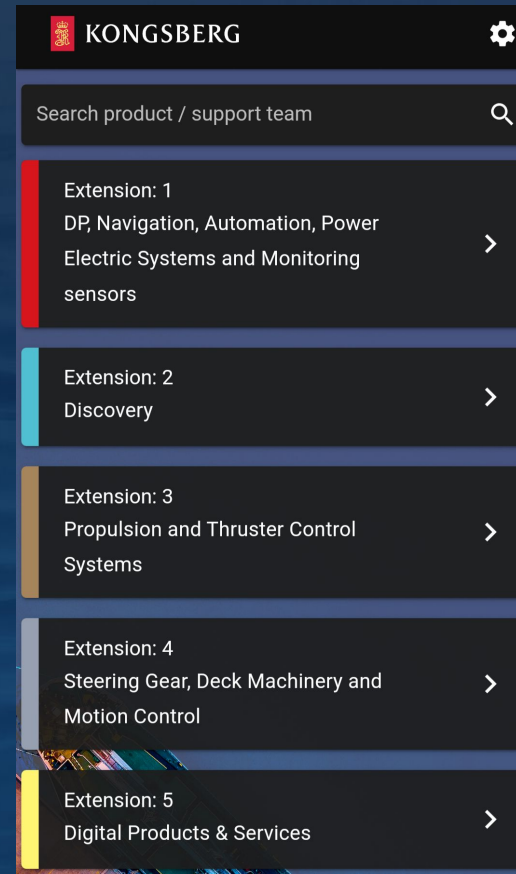 KONGSBERG
Search product / support team
Extension: 1
DP, Navigation, Automation, Power
Electric Systems and Monitoring
sensors
Extension: 2
Discovery
Extension: 3
Propulsion and Thruster Control
Systems
Extension: 4
Steering Gear, Deck Machinery and
Motion Control
Extension: 5
Digital Products & Services